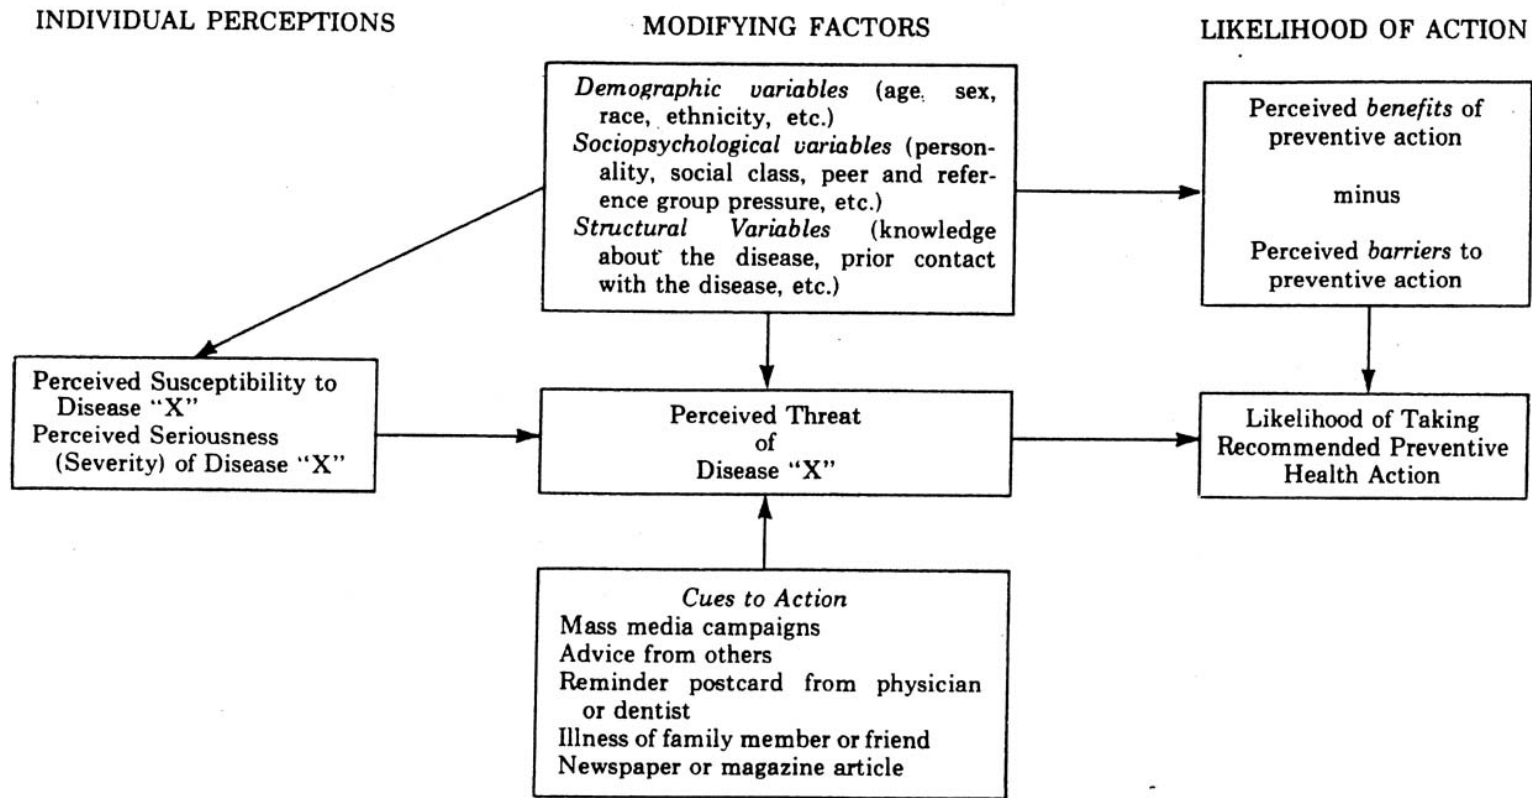 INDIVIDUAL PERCEPTIONS
MODIFYING FACTORS
LIKELIHOOD OF ACTION
Demographic variables (age, sex,
race, ethnicity, etc.)
Sociopsychological variables (person-
ality, social class, peer and refer-
ence group pressure, etc.)
Structural Variables (knowledge
about the disease, prior contact
with the disease, etc.)
Perceived benefits of
preventive action
minus
Perceived barriers to
preventive action
Perceived Susceptibility to
Disease “X”
Perceived Seriousness
(Severity) of Disease “X”
Perceived Threat
of
Disease “X”
Likelihood of Taking
Recommended Preventive
Health Action
Cues to Action
Mass media campaigns
Advice from others
Reminder postcard from physician
or dentist
Illness of family member or friend
Newspaper or magazine article